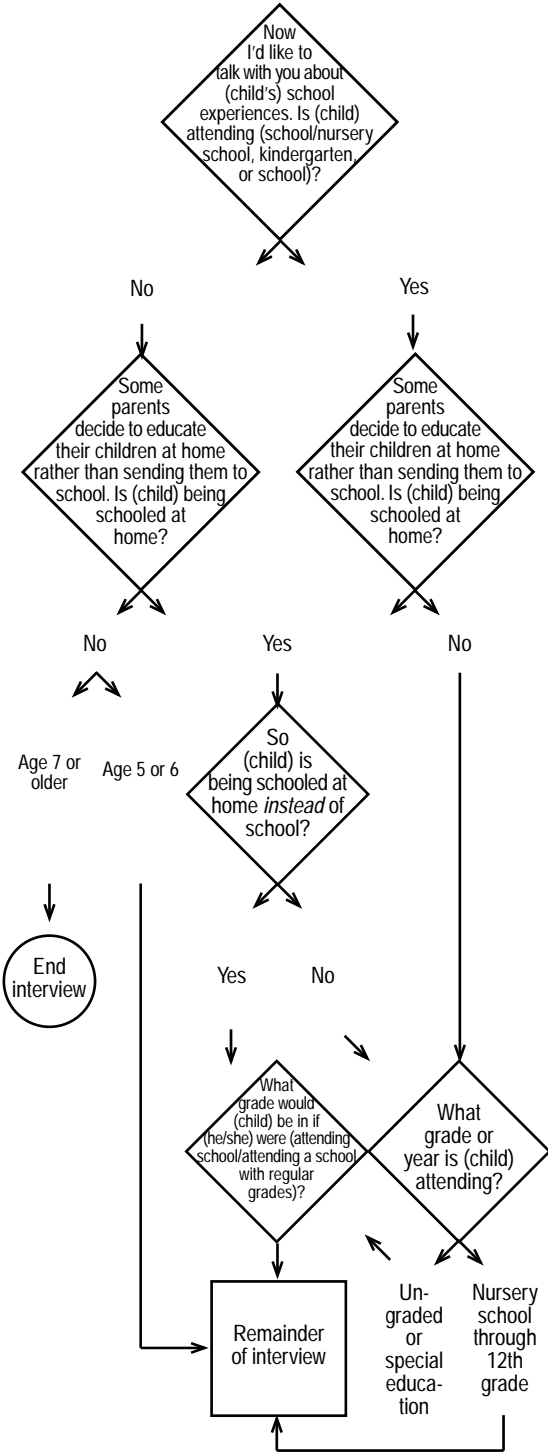 Now
I'd like to
talk with you about
(child's) school
experiences. Is (child)
attending (school/nursery
school, kindergarten,
or school)?
No
Yes
Some
parents
decide to educate
their children at home
rather than sending them to
school. Is (child) being
schooled at
home?
Some
parents
decide to educate
their children at home
rather than sending them to
school. Is (child) being
schooled at
home?
No
Yes
No
Age 7 or
older
Age 5 or 6
So
(child) is
being schooled at
home instead of
school?
End
interview
Yes
No
What
grade would
(child) be in if
(he/she) were (attending
school/attending a school
with regular
grades)?
What
grade or
year is (child)
attending?
Remainder
of interview
Un-
graded
or
special
educa-
tion
Nursery
school
through
12th
grade